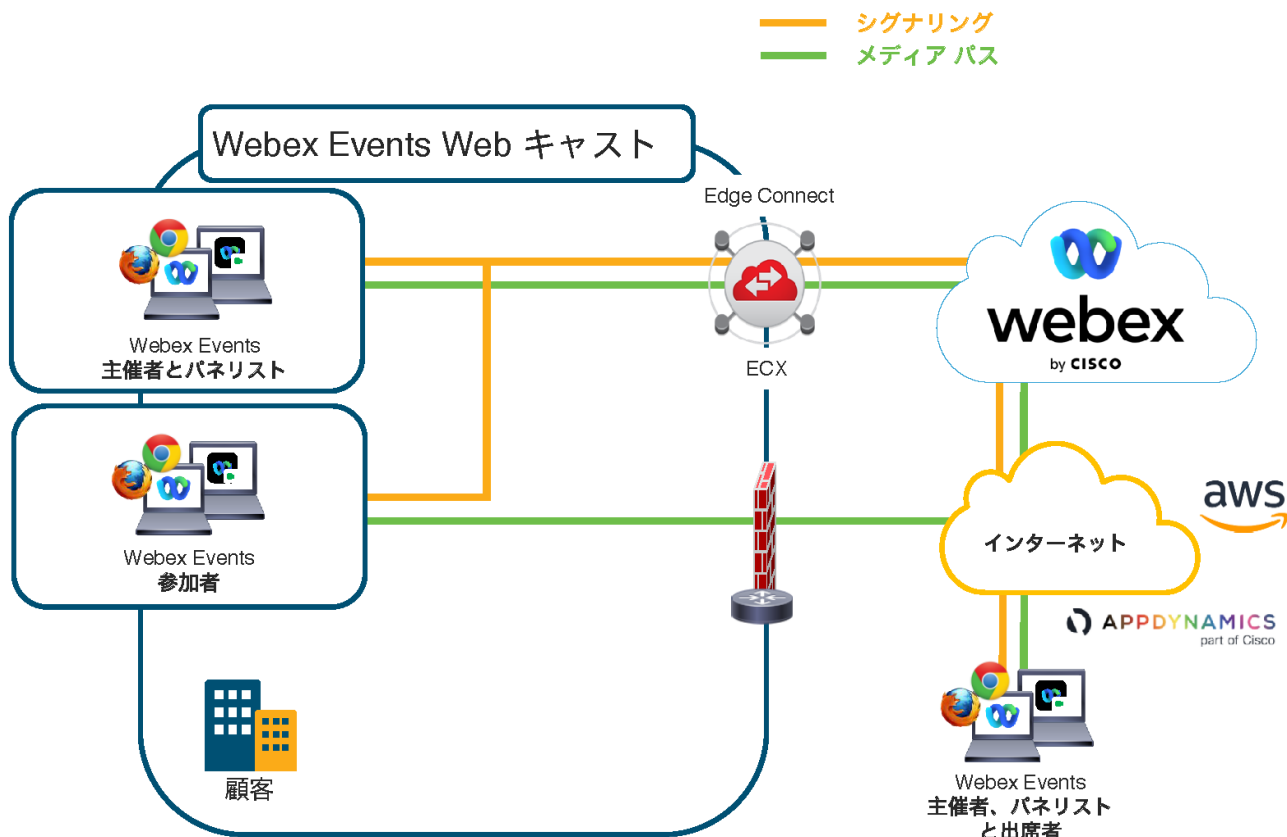 シグナリング
メディア パス
Webex Events Web キャスト
Edge Connect
ECX
Webex Events
主催者とパネリスト
webex
by CISCO
Webex Events
参加者
インターネット
aws
APPDYNAMICS
part of Cisco
顧客
Webex Events
主催者、パネリスト
と出席者